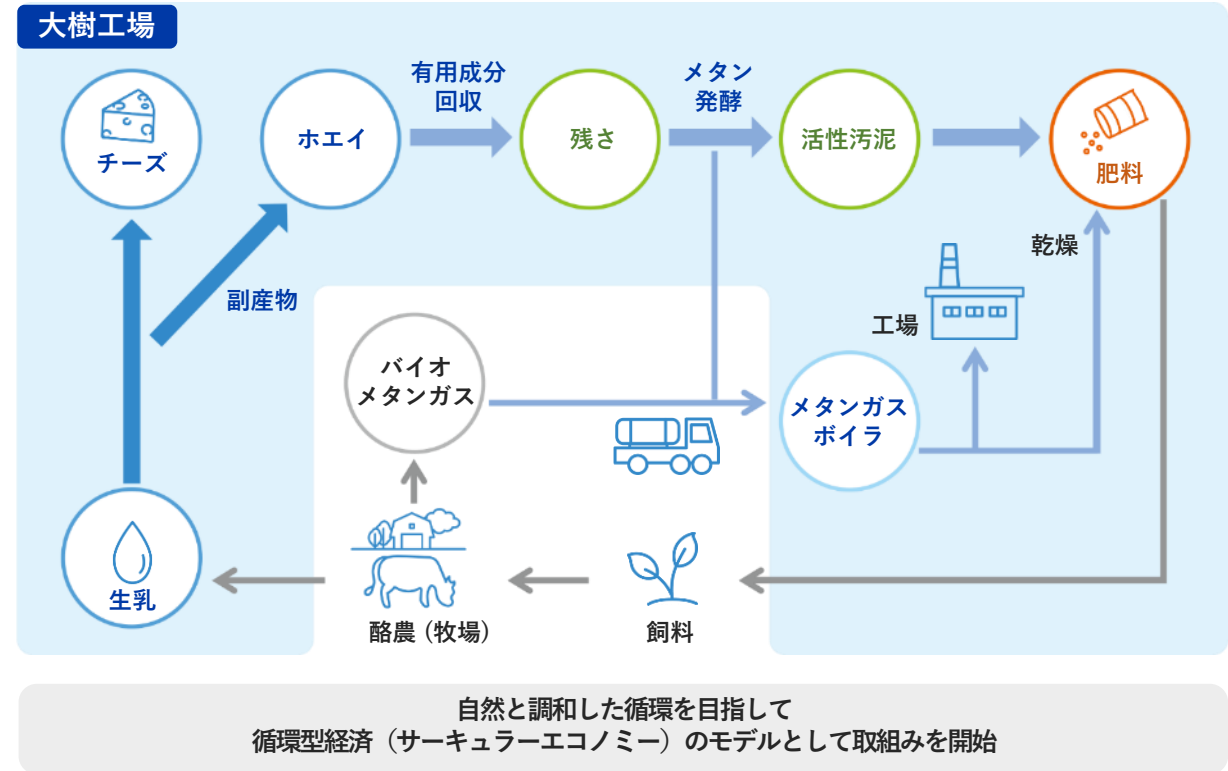 大樹工場
チーズ
ホエイ
有用成分
回収
残さ
メタン
発酵
活性汚泥
肥料
副産物
乾燥
工場
バイオ
メタンガス
メタンガス
ボイラ
生乳
酪農（牧場）
飼料
自然と調和した循環を目指して
循環型経済（サーキュラーエコノミー）のモデルとして取組みを開始